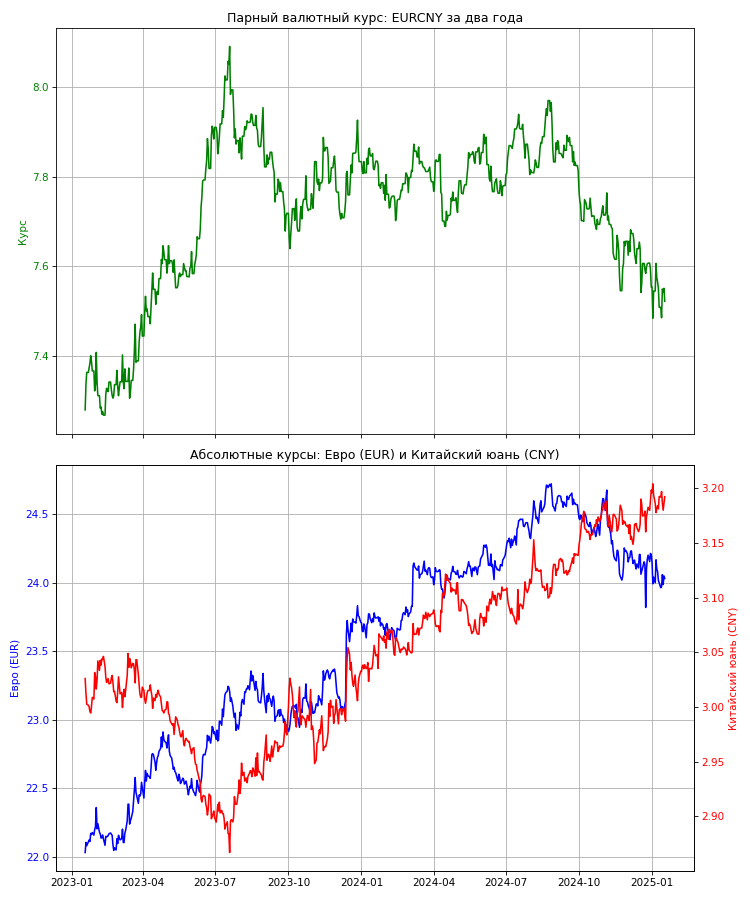 Парный валютный курс: EURCNY за два года
8.0
7.8
7.6
7.4
Курс
Абсолютные курсы: Евро (EUR) и Китайский юань (CNY)
24.5
24.0
23.5
23.0
22.5
22.0
Евро (EUR)
3.20
3.15
3.10
3.05
3.00
2.95
2.90
Китайский юань (CNY)
2023-01 2023-04 2023-07 2023-10 2024-01 2024-04 2024-07 2024-10 2025-01